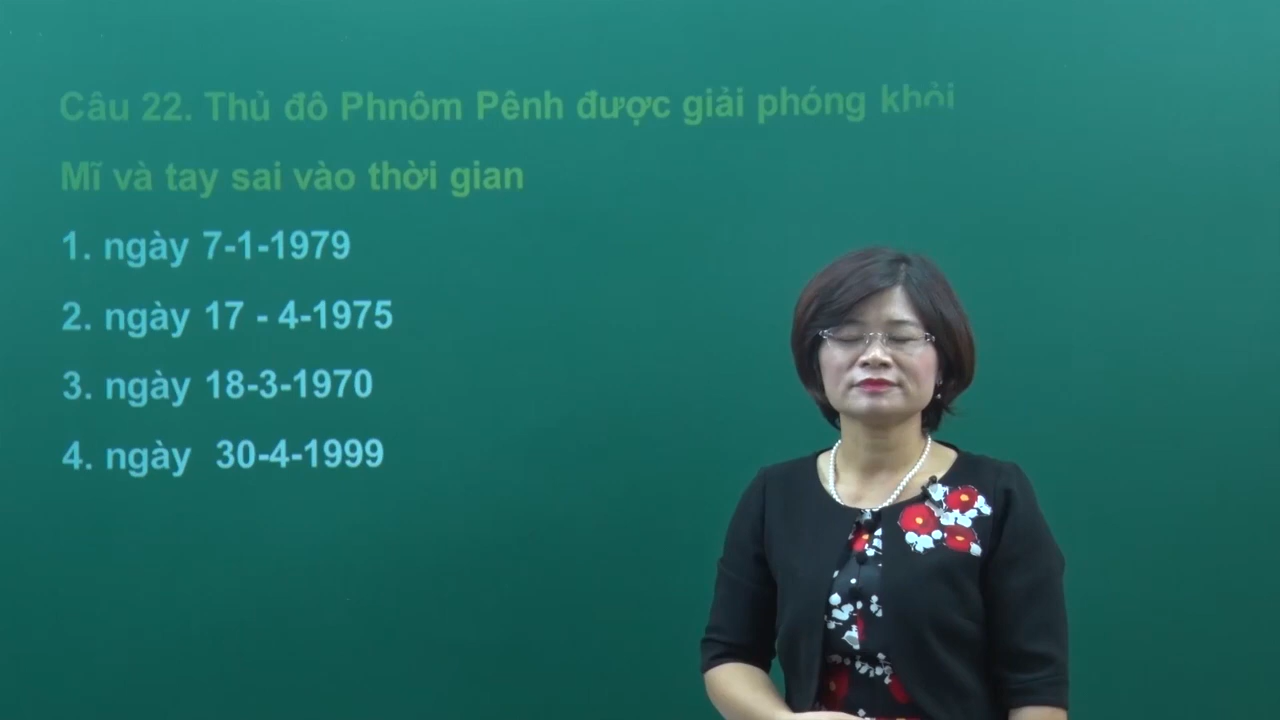 Câu 22. Thủ đô Phnôm Pênh được giải phóng khỏi
Mĩ và tay sai vào thời gian
1. ngày 7-1-1979
2. ngày 17 - 4-1975
3. ngày 18-3-1970
4. ngày 30-4-1999